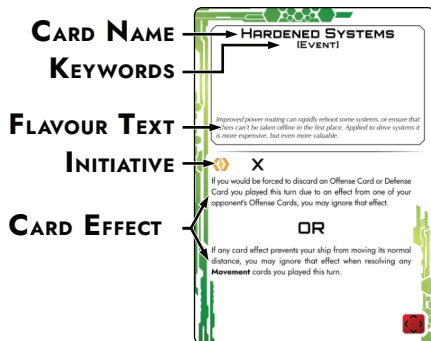 CARD NAME
KEYWORDS
FLAVOUR TEXT
INITIATIVE
CARD EFFECT
HARDENED SYSTEMS
[EVENT]
Improved power routing can rapidly reboot some systems, or ensure that
others can't be taken offline in the first place. Applied to drive systems it
is more expensive, but even more valuable.
X
If you would be forced to discard an Offense Card or Defense
Card you played this turn due to an effect from one of your
opponent's Offense Cards, you may ignore that effect.
OR
If any card effect prevents your ship from moving its normal
distance, you may ignore that effect when resolving any
Movement cards you played this turn.